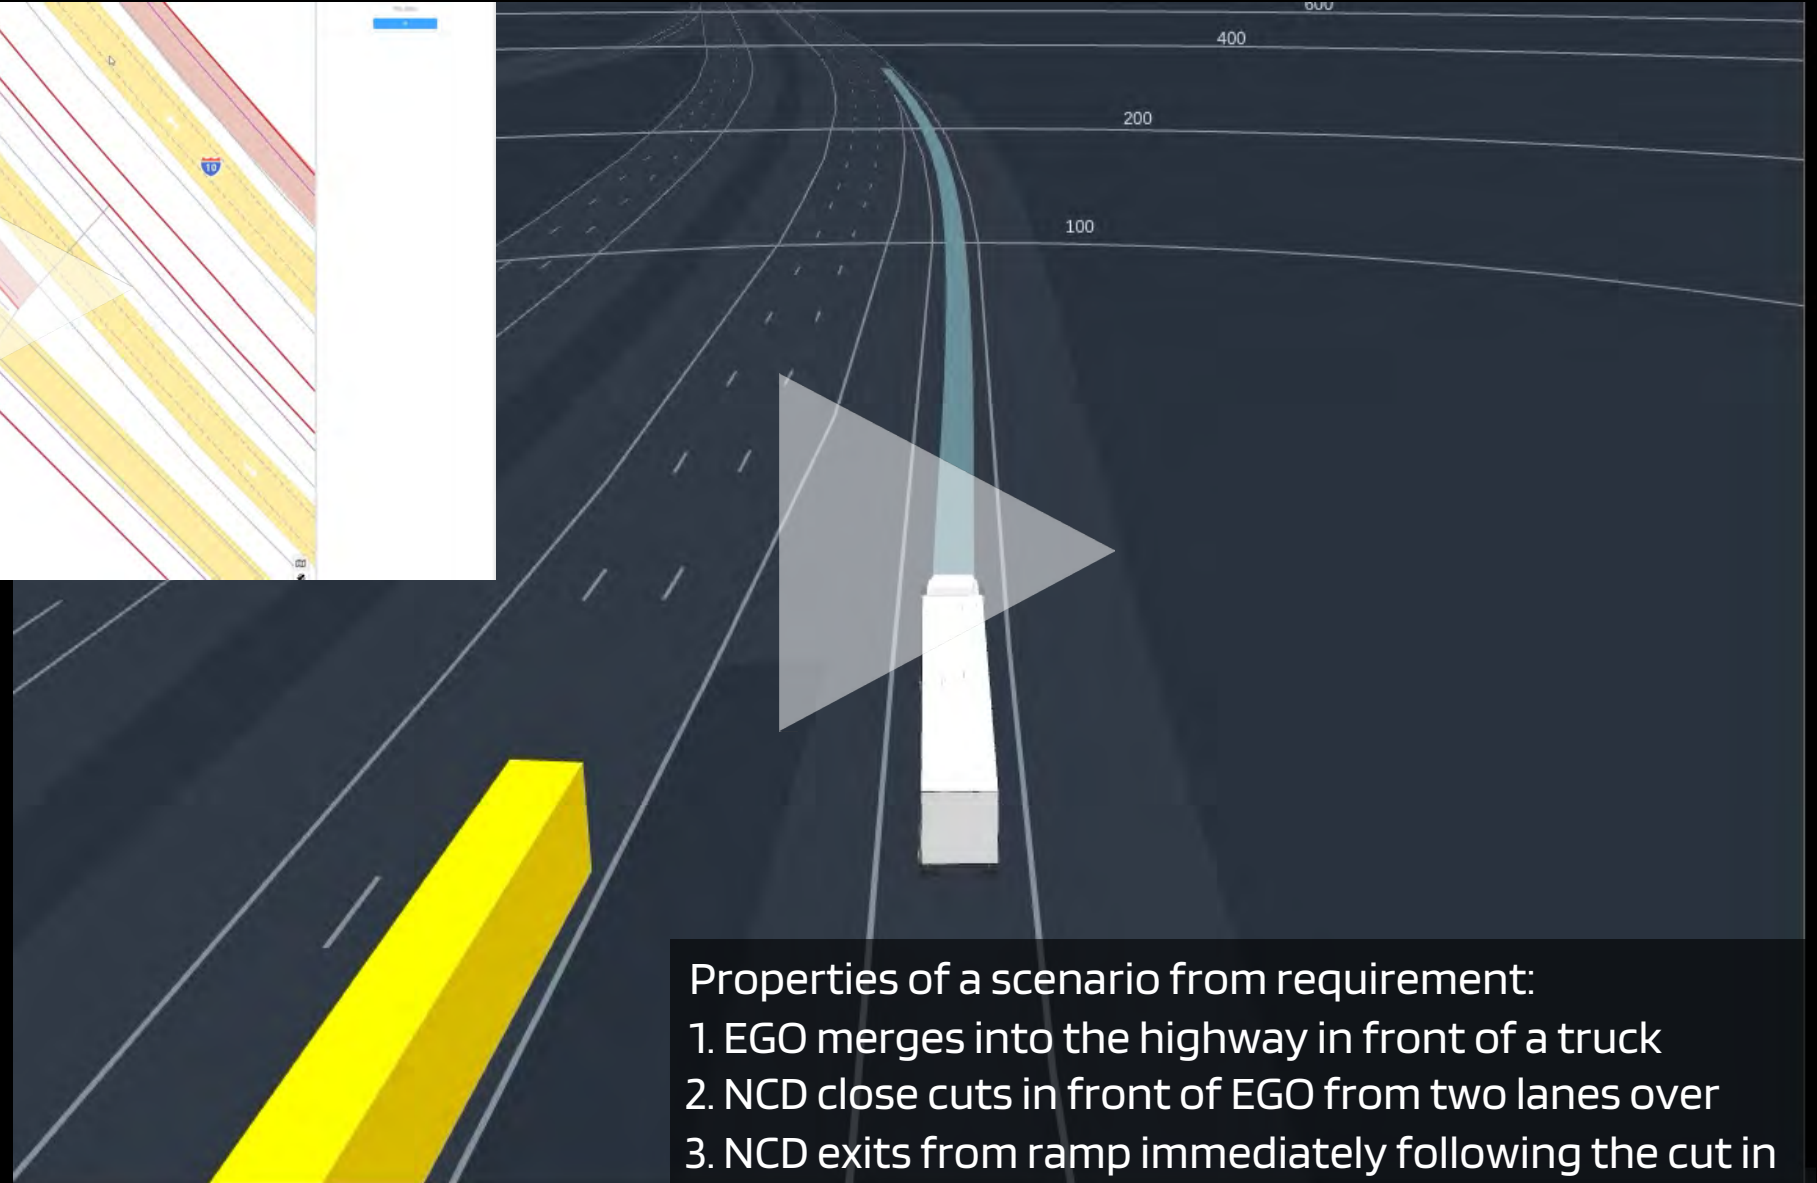 600
400
200
100
10
Properties of a scenario from requirement:
1. EGO merges into the highway in front of a truck
2. NCD close cuts in front of EGO from two lanes over
3. NCD exits from ramp immediately following the cut in